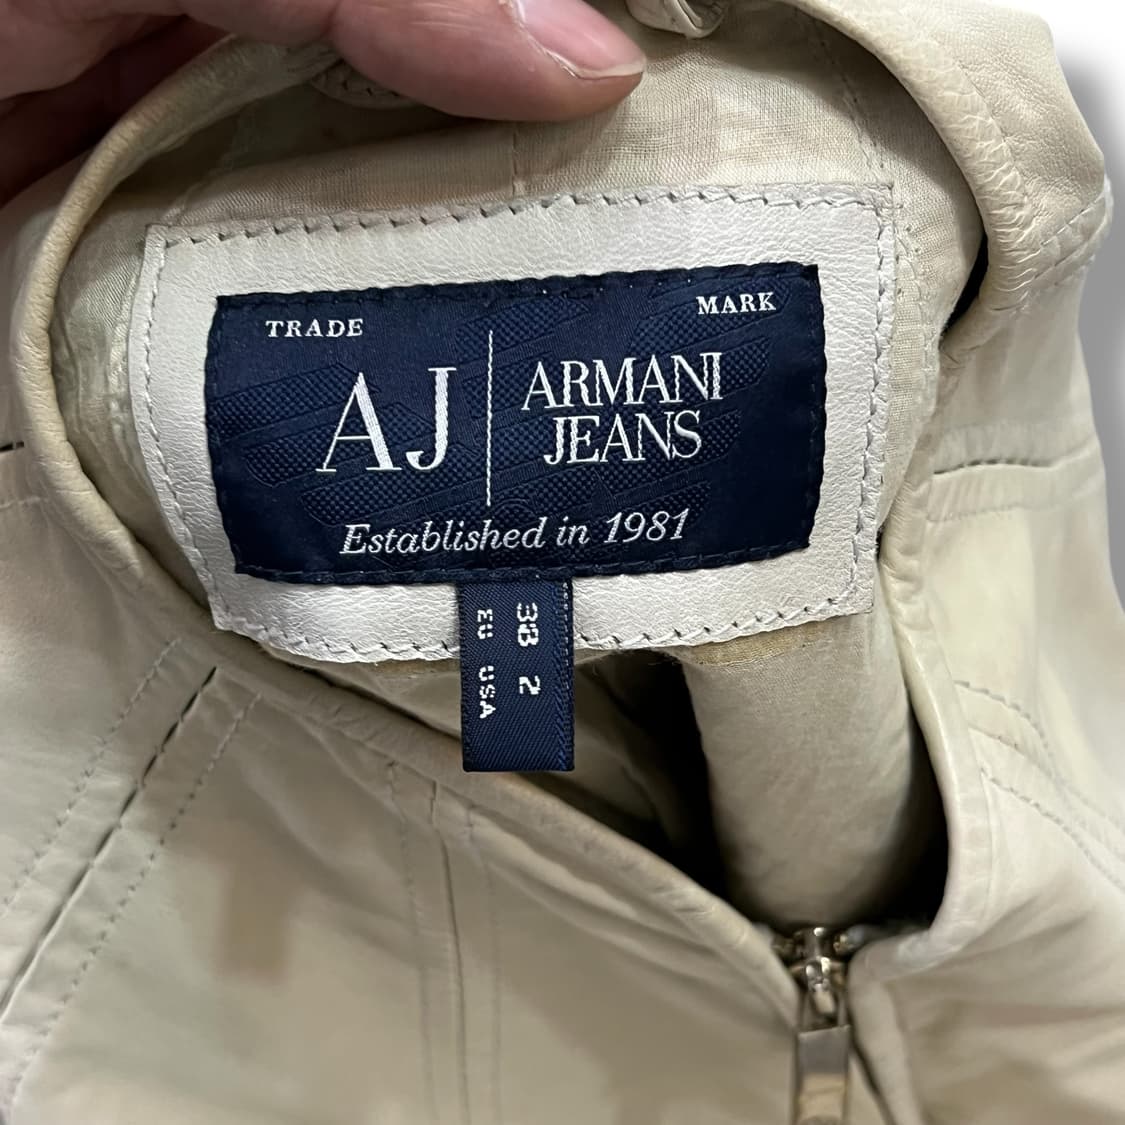 TRADE MARK
AJ ARMANI
JEANS
Established in 1981
38 2
EU USA